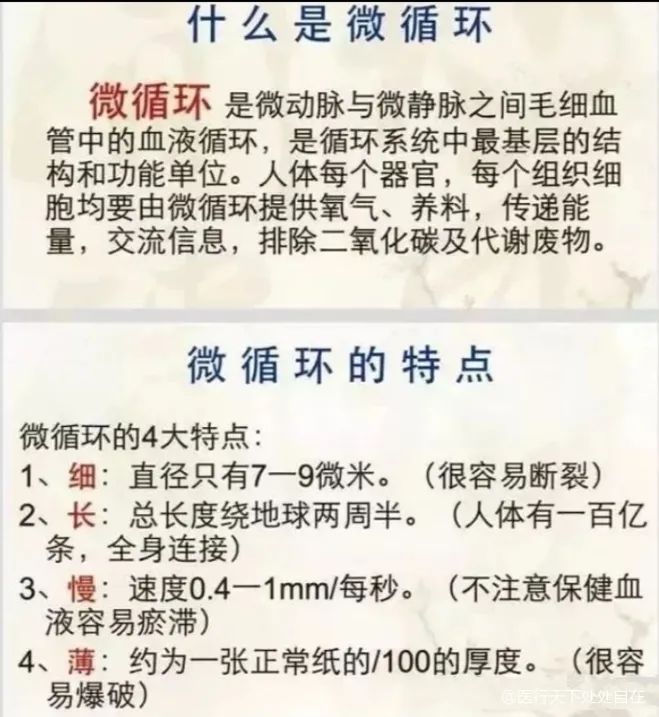 什么是微循环
微循环 是微动脉与微静脉之间毛细血
管中的血液循环，是循环系统中最基层的结
构和功能单位。人体每个器官，每个组织细
胞均要由微循环提供氧气、养料，传递能
量，交流信息，排除二氧化碳及代谢废物。
微循环的特点
微循环的4大特点：
1、细：直径只有7—9微米。（很容易断裂）
2、长：总长度绕地球两周半。（人体有一百亿
条，全身连接）
3、慢：速度0.4—1mm/每秒。（不注意保健血
液容易瘀滞）
4、薄：约为一张正常纸的/100的厚度。（很容
易爆破）
@医行天下处处自在